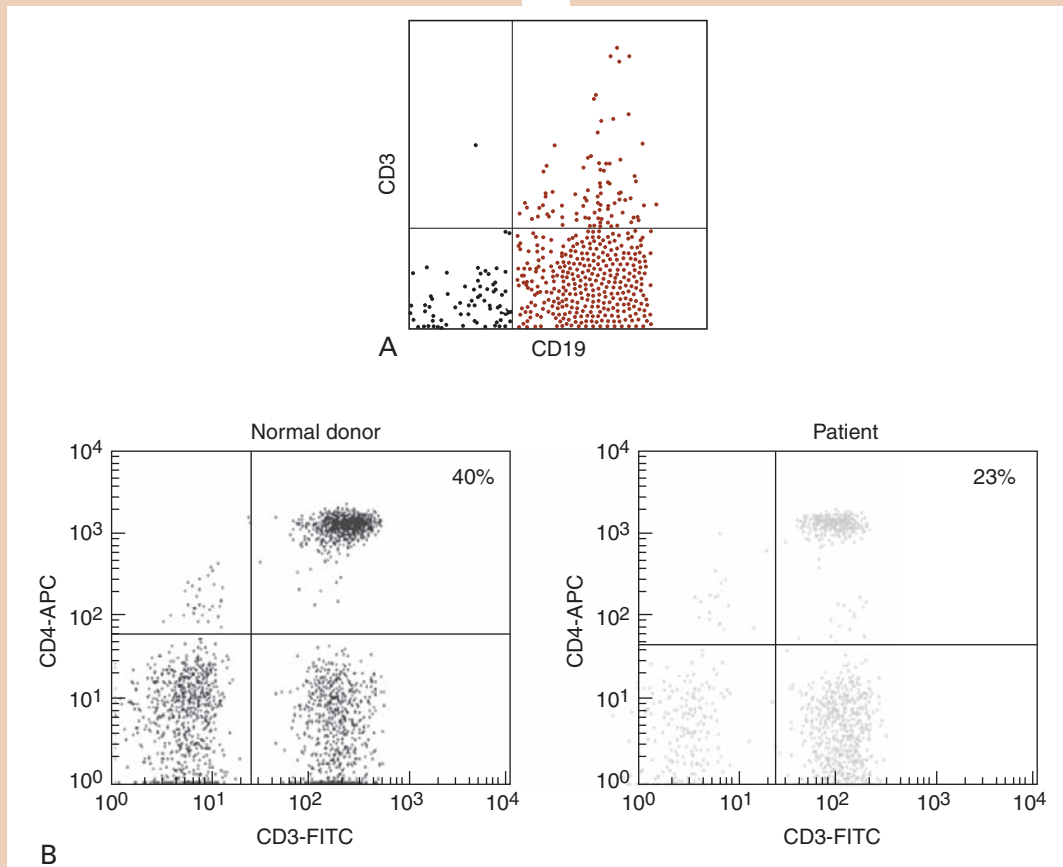 CD3
A
CD19
Normal donor
40%
10⁴
10³
10²
10¹
10⁰
CD4-APC
10⁰ 10¹ 10² 10³ 10⁴
CD3-FITC
Patient
23%
10⁴
10³
10²
10¹
10⁰
CD4-APC
10⁰ 10¹ 10² 10³ 10⁴
CD3-FITC
B